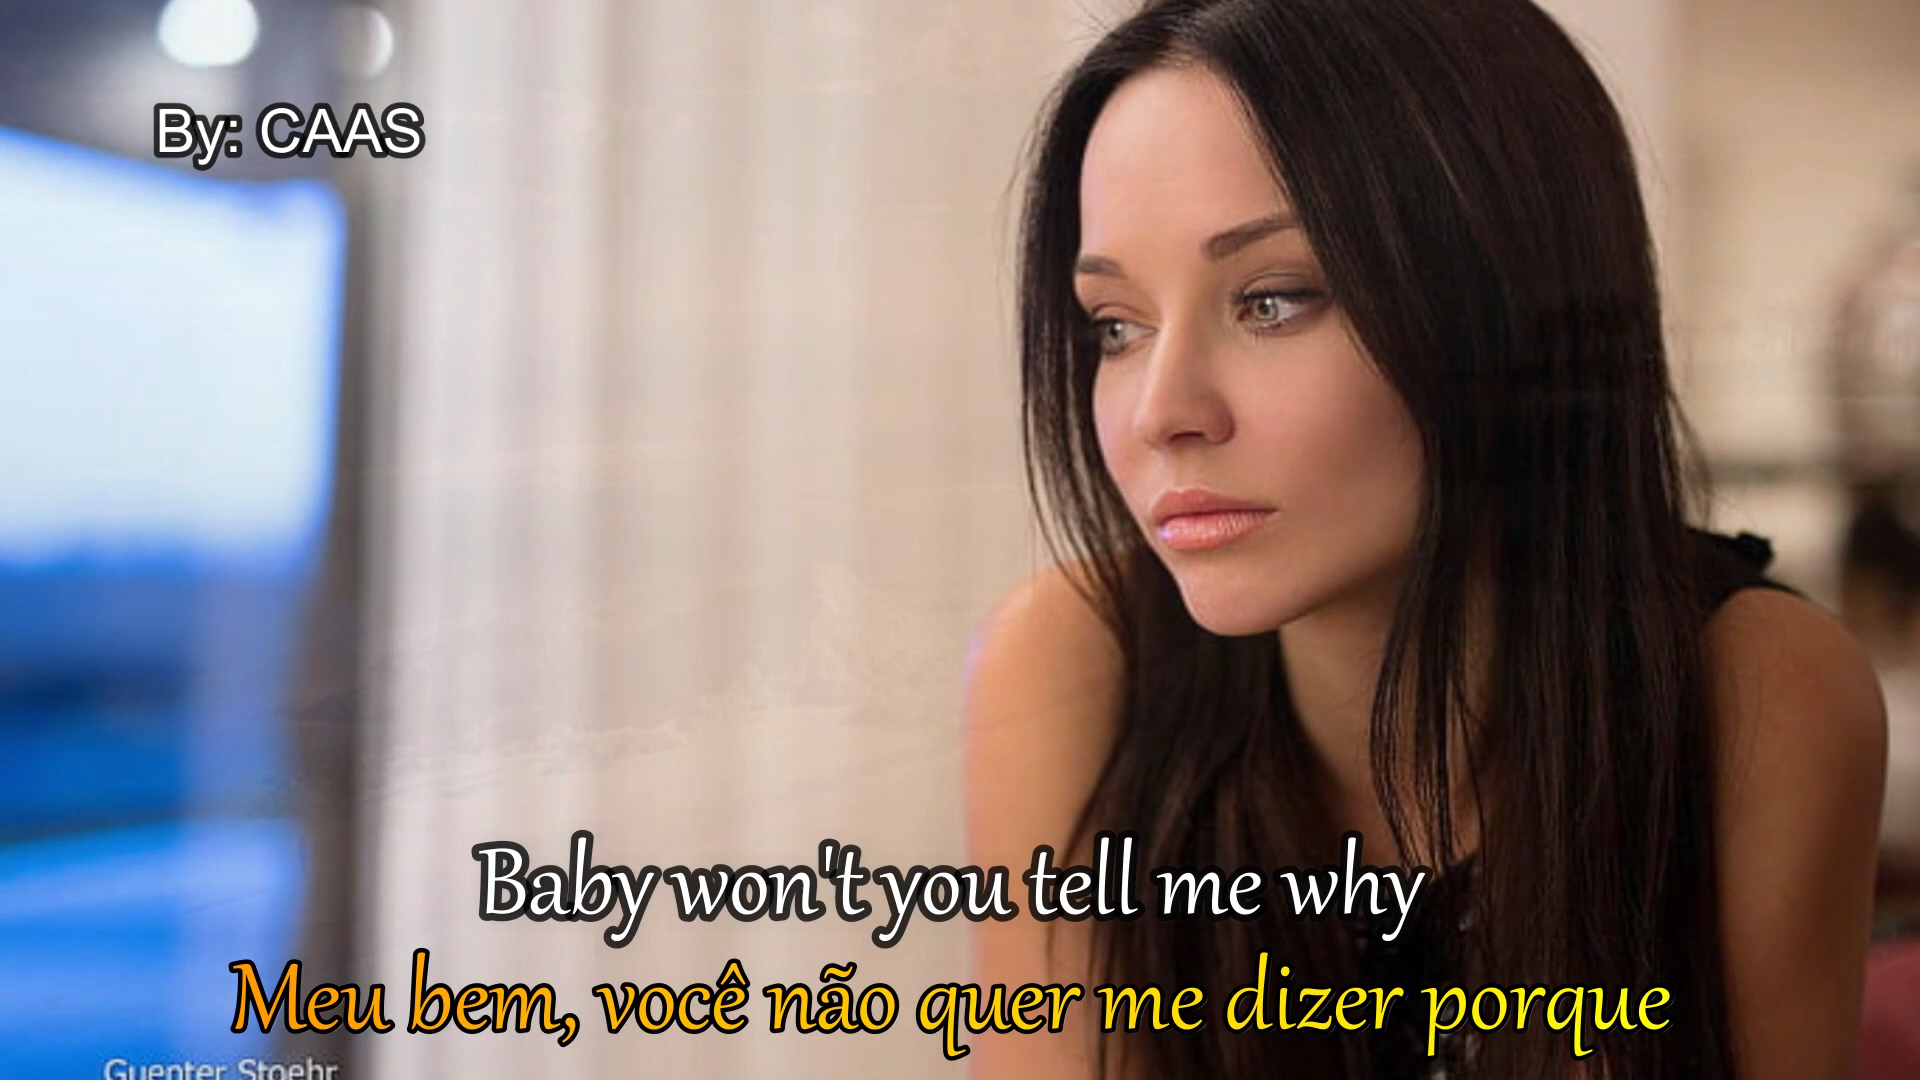 By: CAAS
Baby won't you tell me why
Meu bem, você não quer me dizer porque
Guenter Stoehr